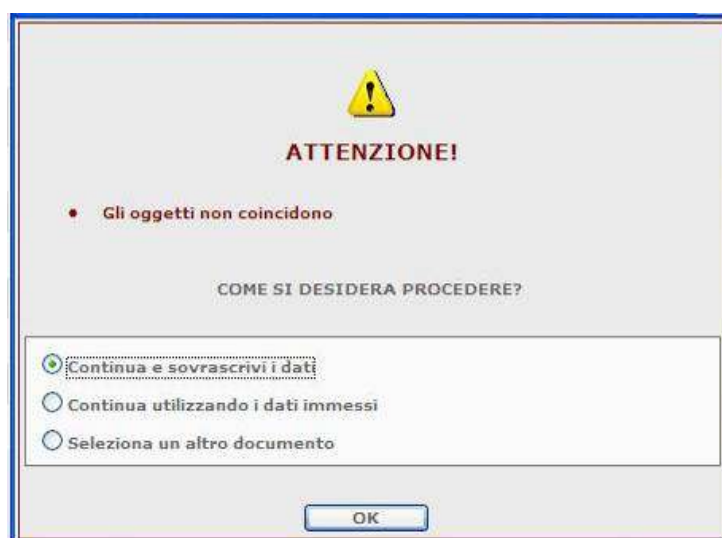 ATTENZIONE!
• Gli oggetti non coincidono
COME SI DESIDERA PROCEDERE?
Continua e sovrascrivi i dati
Continua utilizzando i dati immessi
Seleziona un altro documento
OK